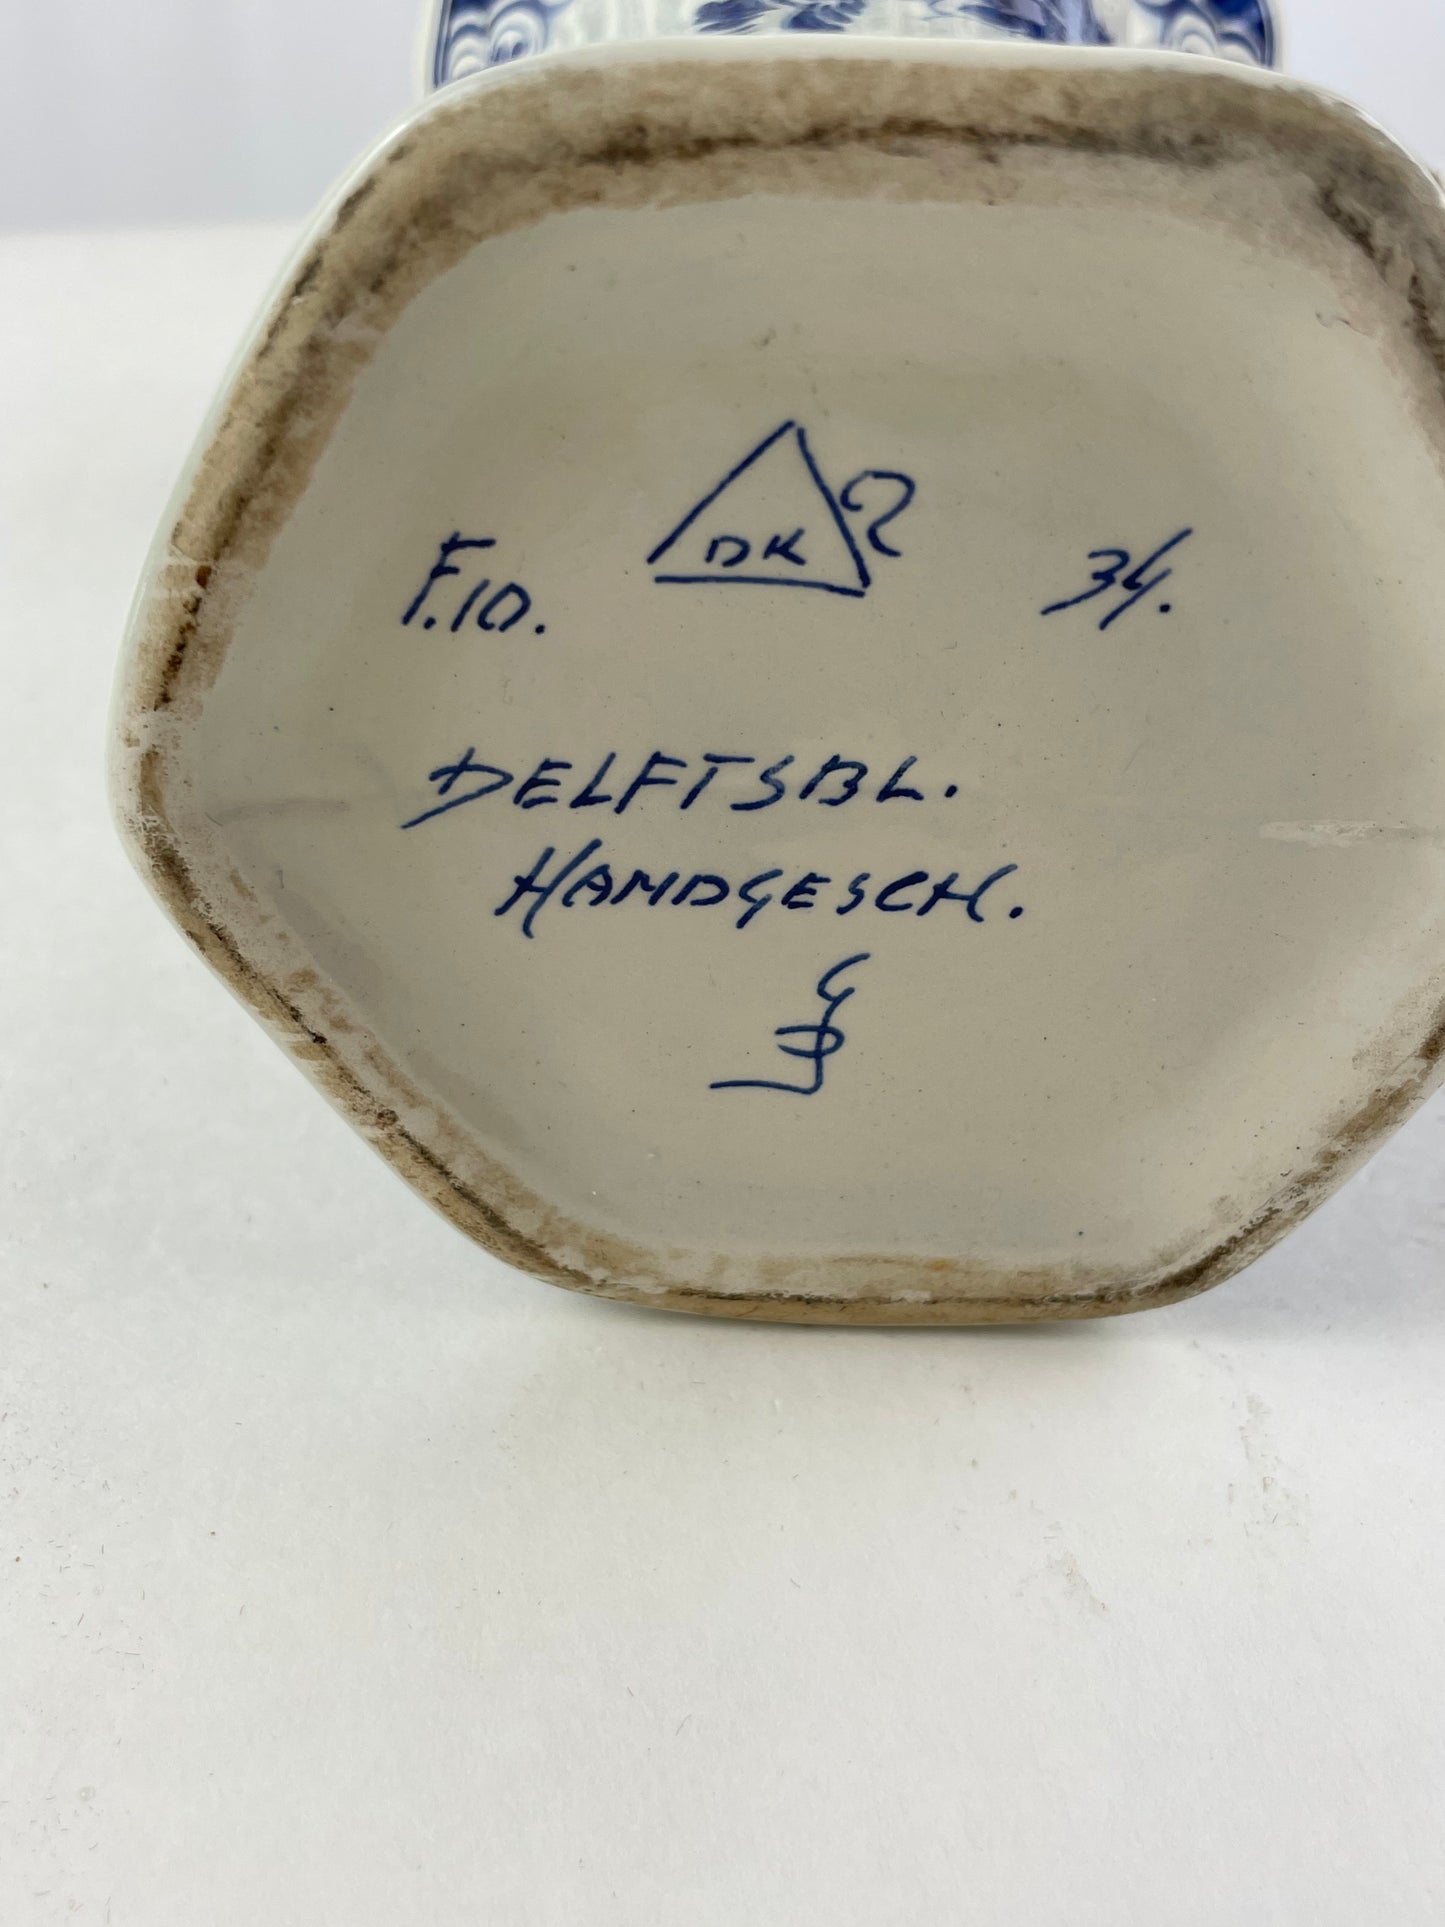 F.10. DK 34.
DELFTSBL.
HANDGESCH.